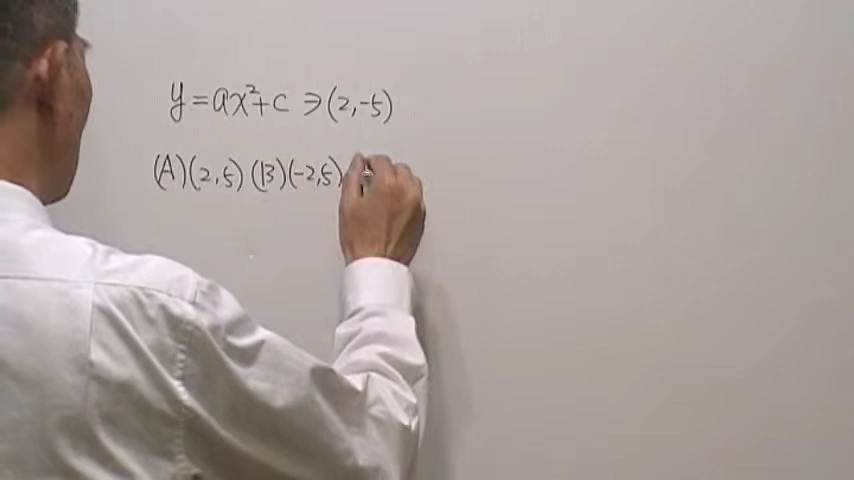 y = ax²+c ∋ (2,-5)
(A)(2,5) (B)(-2,5)